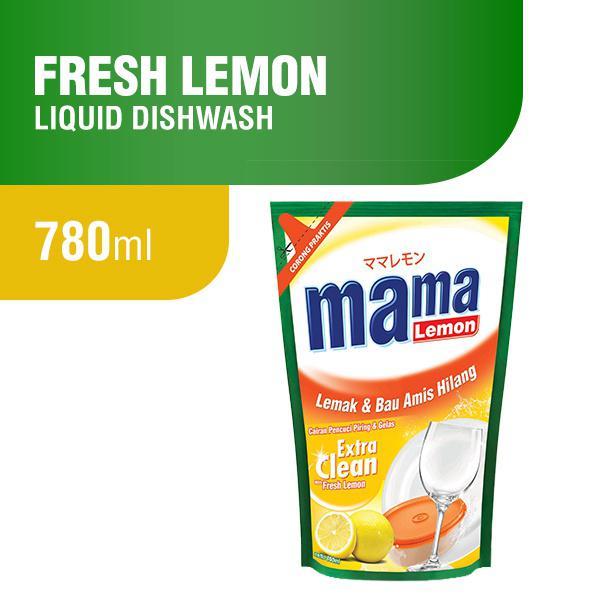 FRESH LEMON
LIQUID DISHWASH
780ml
CORONG PRAKTIS
ママレモン
mama
Lemon
Lemak & Bau Amis Hilang
Cairan Pencuci Piring & Gelas
Extra
Clean
with Fresh Lemon